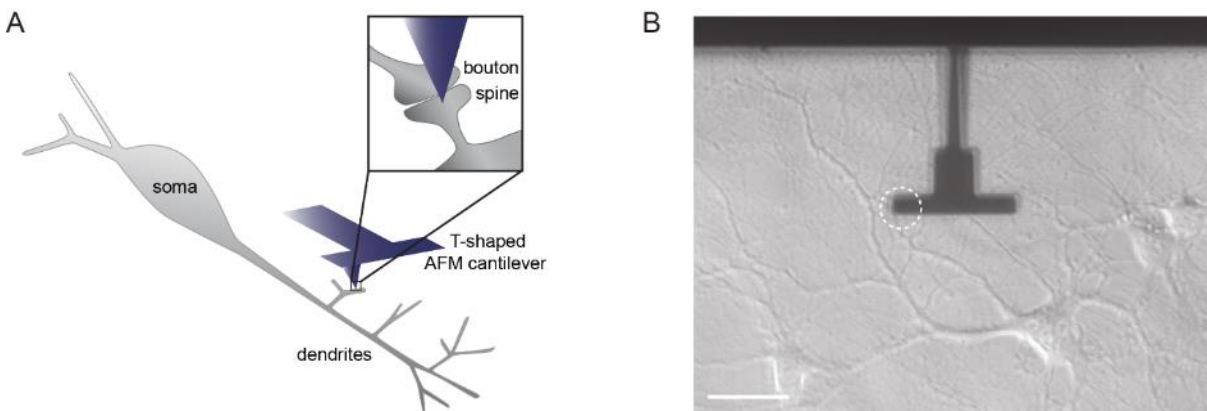 A
B
bouton
spine
soma
T-shaped
AFM cantilever
dendrites